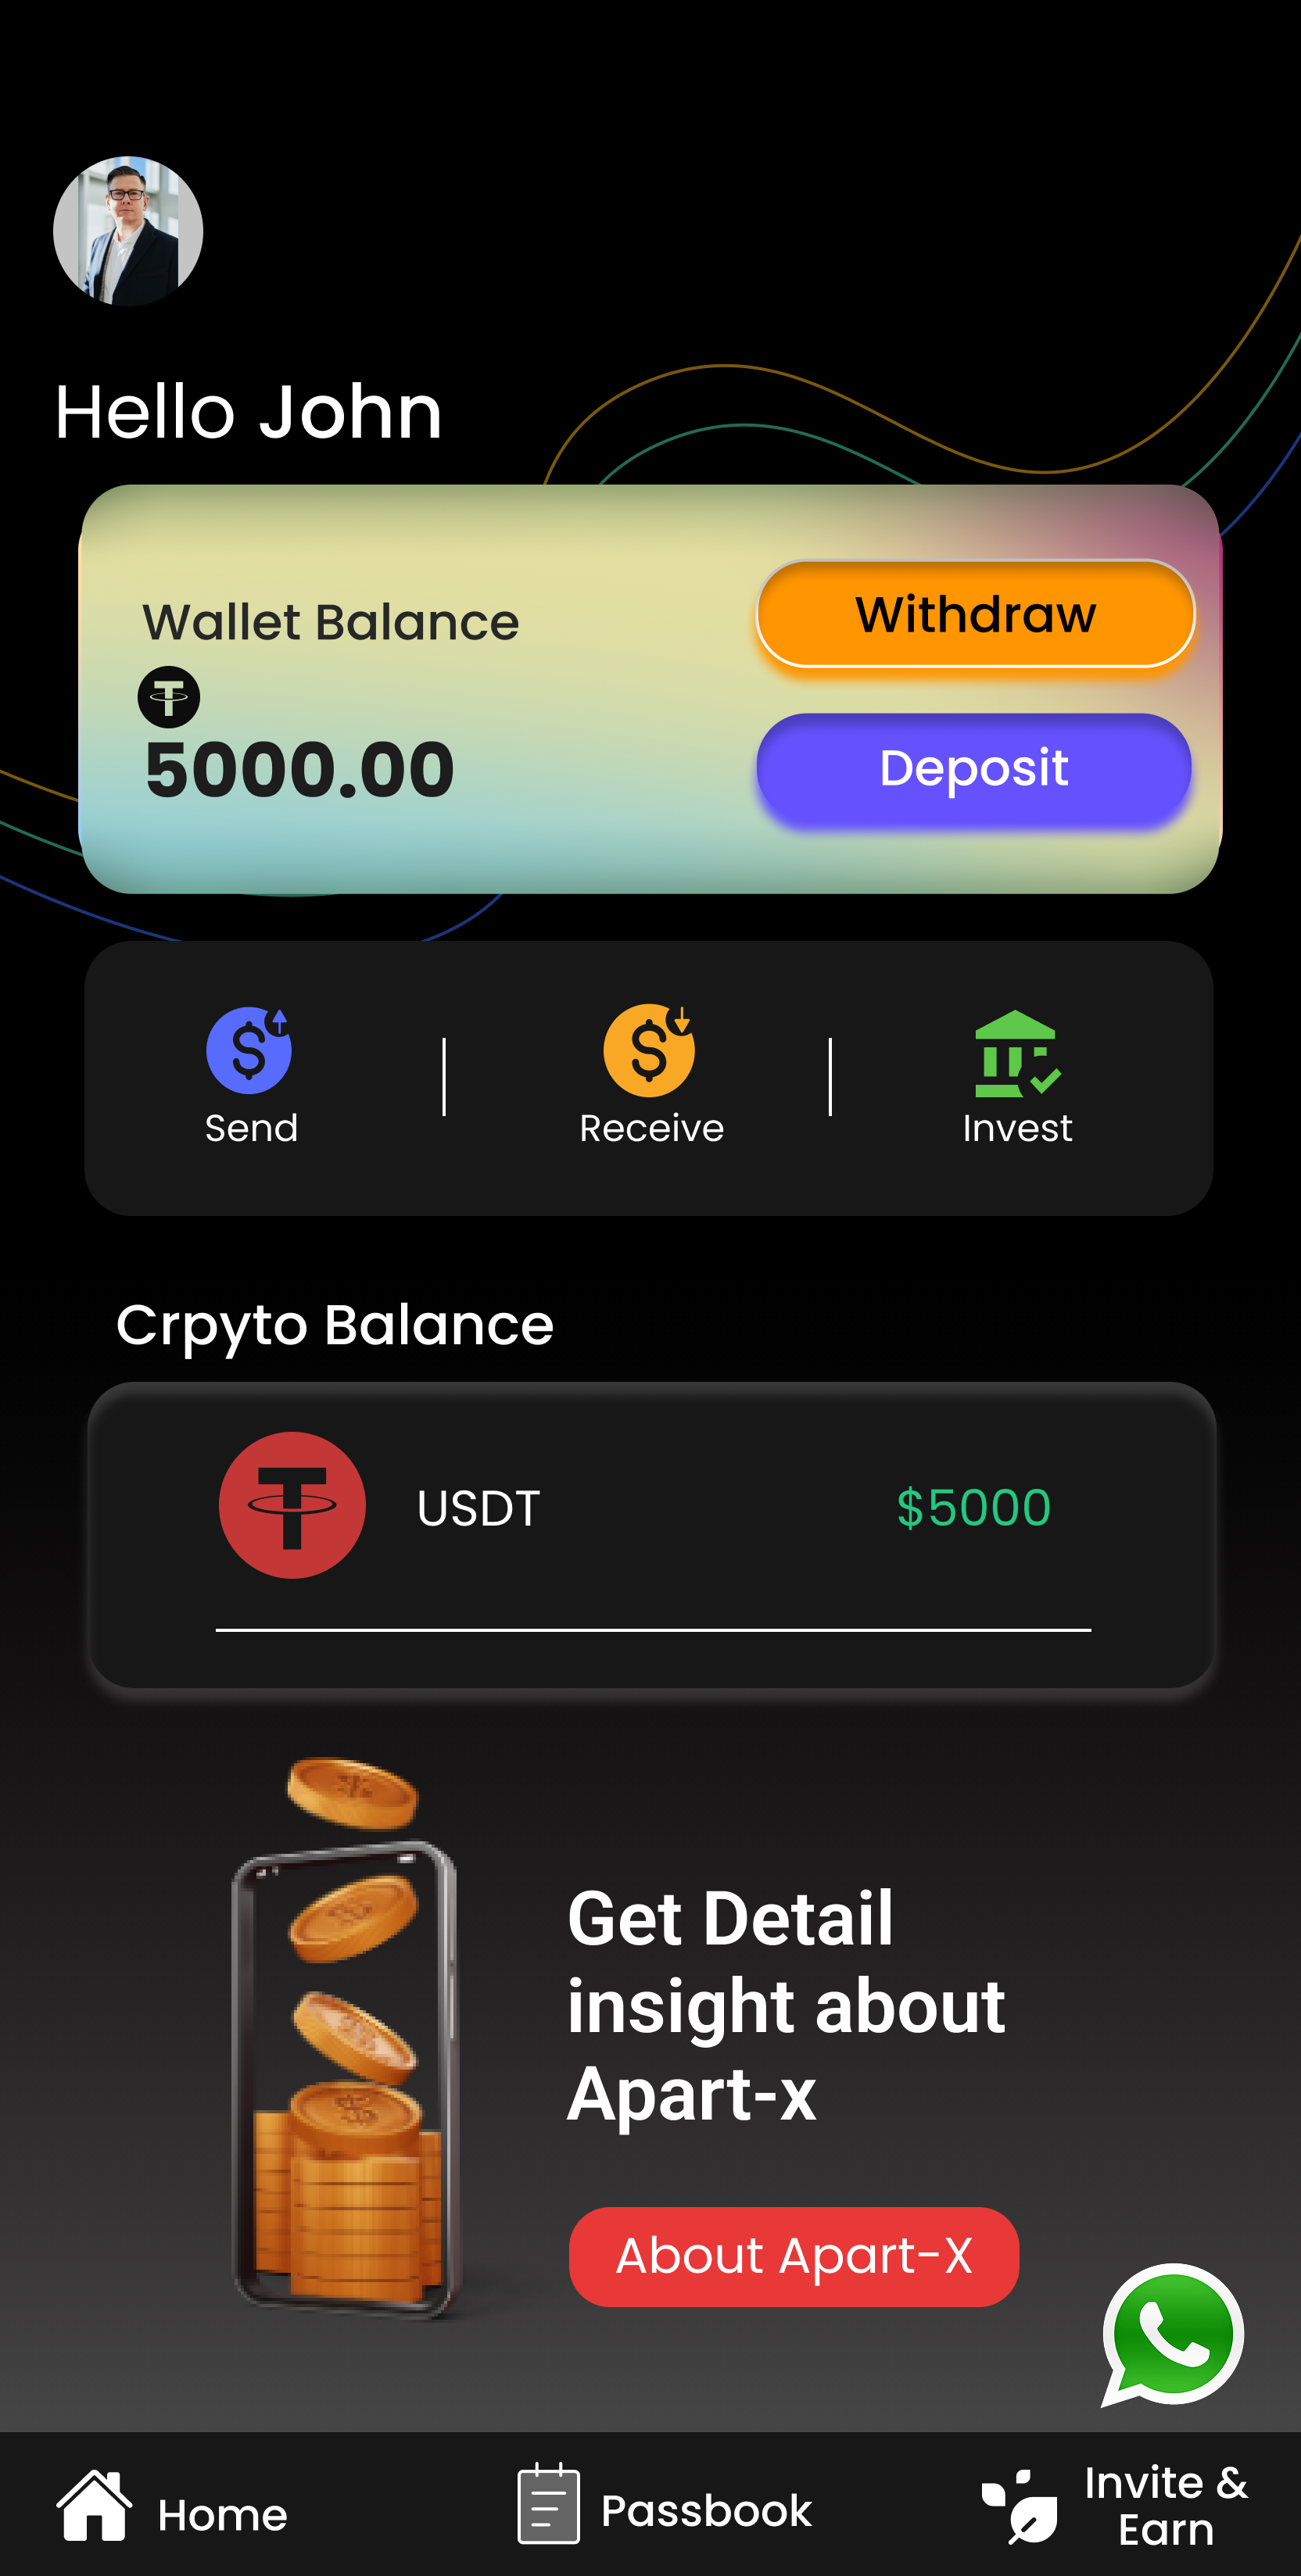 Hello John
Wallet Balance
5000.00
Withdraw
Deposit
Send
Receive
Invest
Crpyto Balance
USDT
$5000
Get Detail
insight about
Apart-x
About Apart-X
Home
Passbook
Invite &
Earn